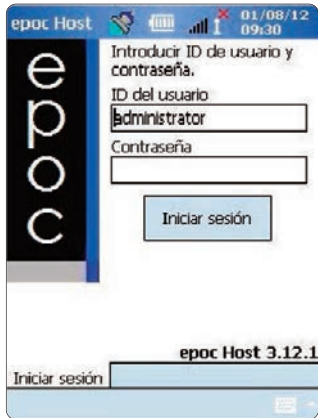 epoc Host
01/08/12
09:30
epoc
Introducir ID de usuario y
contraseña.
ID del usuario
administrator
Contraseña
Iniciar sesión
epoc Host 3.12.1
Iniciar sesión